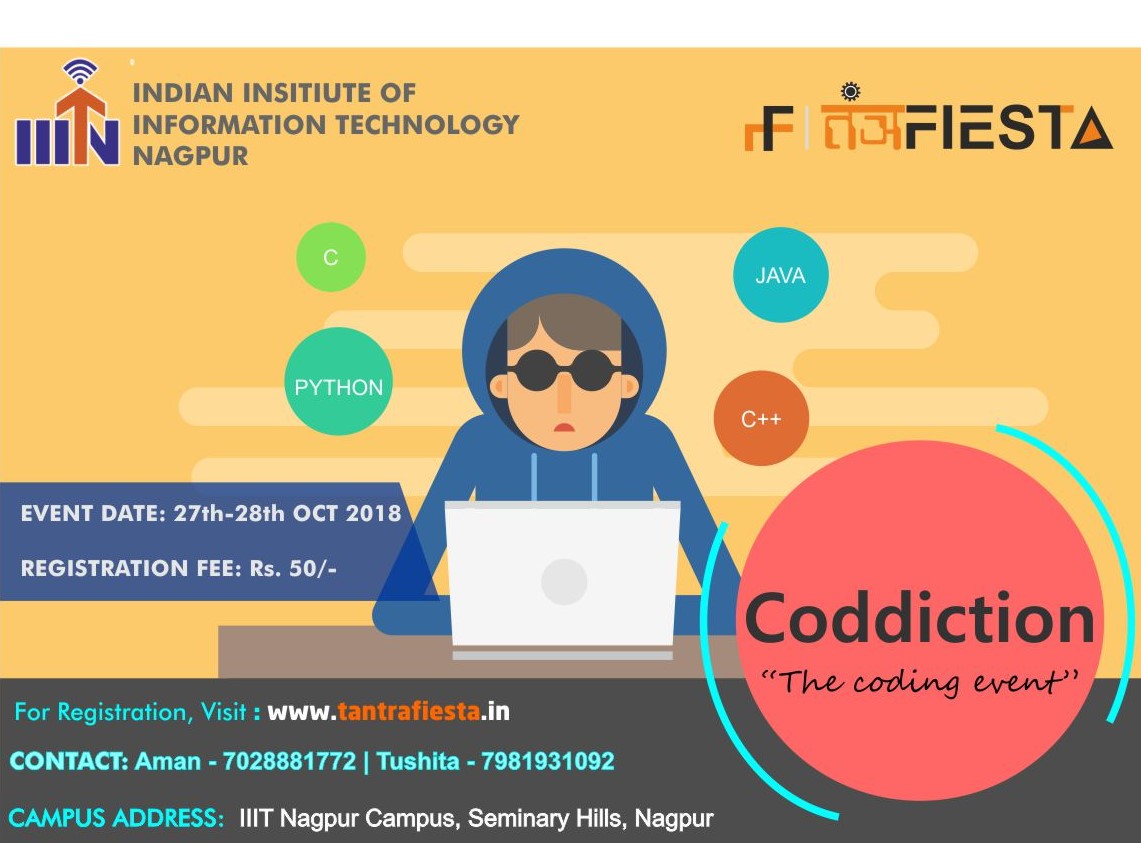 IIITN
INDIAN INSITIUTE OF
INFORMATION TECHNOLOGY
NAGPUR
TF | तंत्रFIESTA
C
JAVA
PYTHON
C++
EVENT DATE: 27th-28th OCT 2018
REGISTRATION FEE: Rs. 50/-
Coddiction
“The coding event”
For Registration, Visit : www.tantrafiesta.in
CONTACT: Aman - 7028881772 | Tushita - 7981931092
CAMPUS ADDRESS: IIIT Nagpur Campus, Seminary Hills, Nagpur